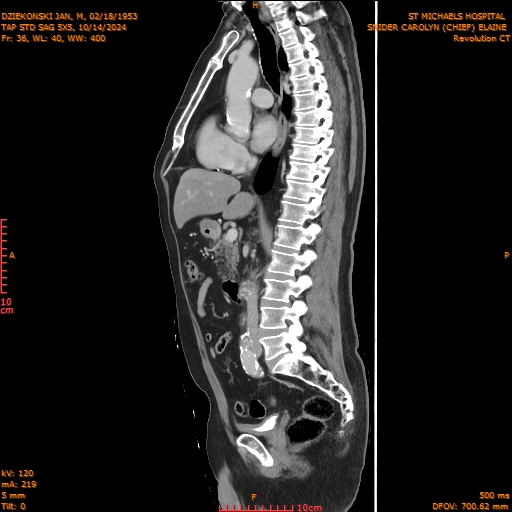 DZIEKONSKI JAN, M, 02/18/1953
TAP STD SAG 5X5, 10/14/2024
Fr: 36, WL: 40, WW: 400
H
ST MICHAELS HOSPITAL
SNIDER CAROLYN (CHIEF) ELAINE
Revolution CT
A
P
10
cm
kV: 120
mA: 219
5 mm
Tilt: 0
F
10cm
500 ms
DFOV: 700.62 mm